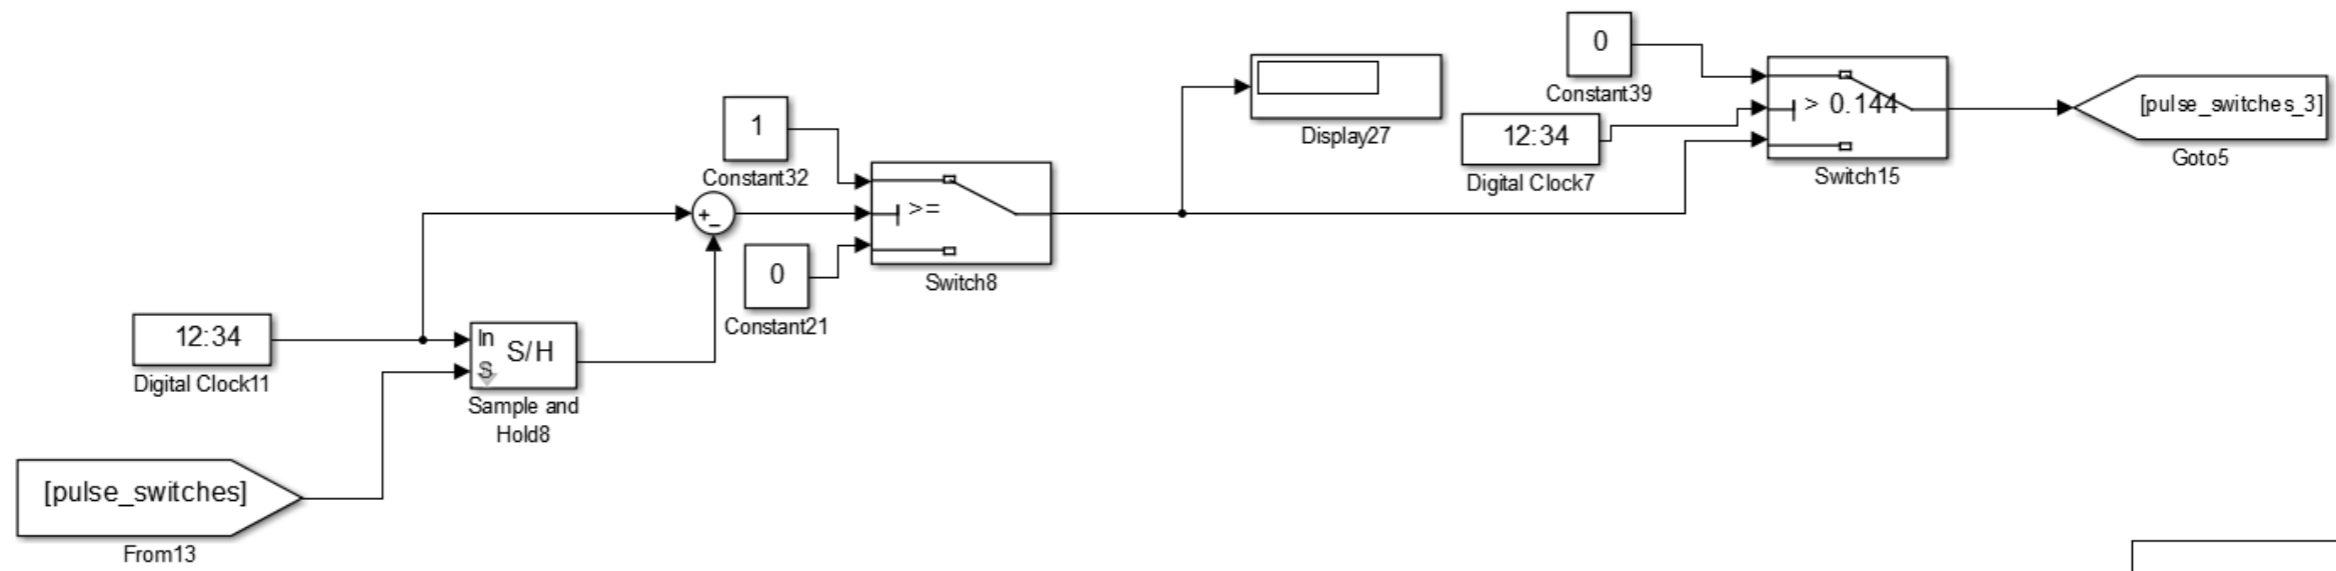 0
Constant39
> 0.144
[pulse_switches_3]
Switch15
Goto5
12:34
Digital Clock7
Display27
1
Constant32
+
−
>=
Switch8
0
Constant21
12:34
Digital Clock11
In
S
S/H
Sample and
Hold8
[pulse_switches]
From13